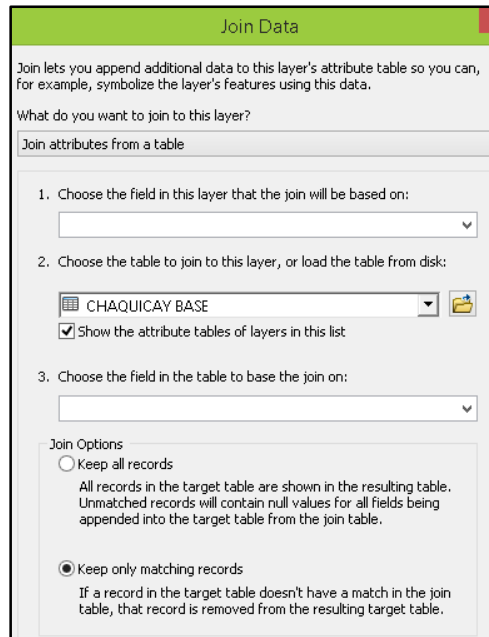 Join Data
Join lets you append additional data to this layer's attribute table so you can,
for example, symbolize the layer's features using this data.
What do you want to join to this layer?
Join attributes from a table
1. Choose the field in this layer that the join will be based on:
2. Choose the table to join to this layer, or load the table from disk:
CHAQUICAY BASE
Show the attribute tables of layers in this list
3. Choose the field in the table to base the join on:
Join Options
Keep all records
All records in the target table are shown in the resulting table.
Unmatched records will contain null values for all fields being
appended into the target table from the join table.
Keep only matching records
If a record in the target table doesn't have a match in the join
table, that record is removed from the resulting target table.